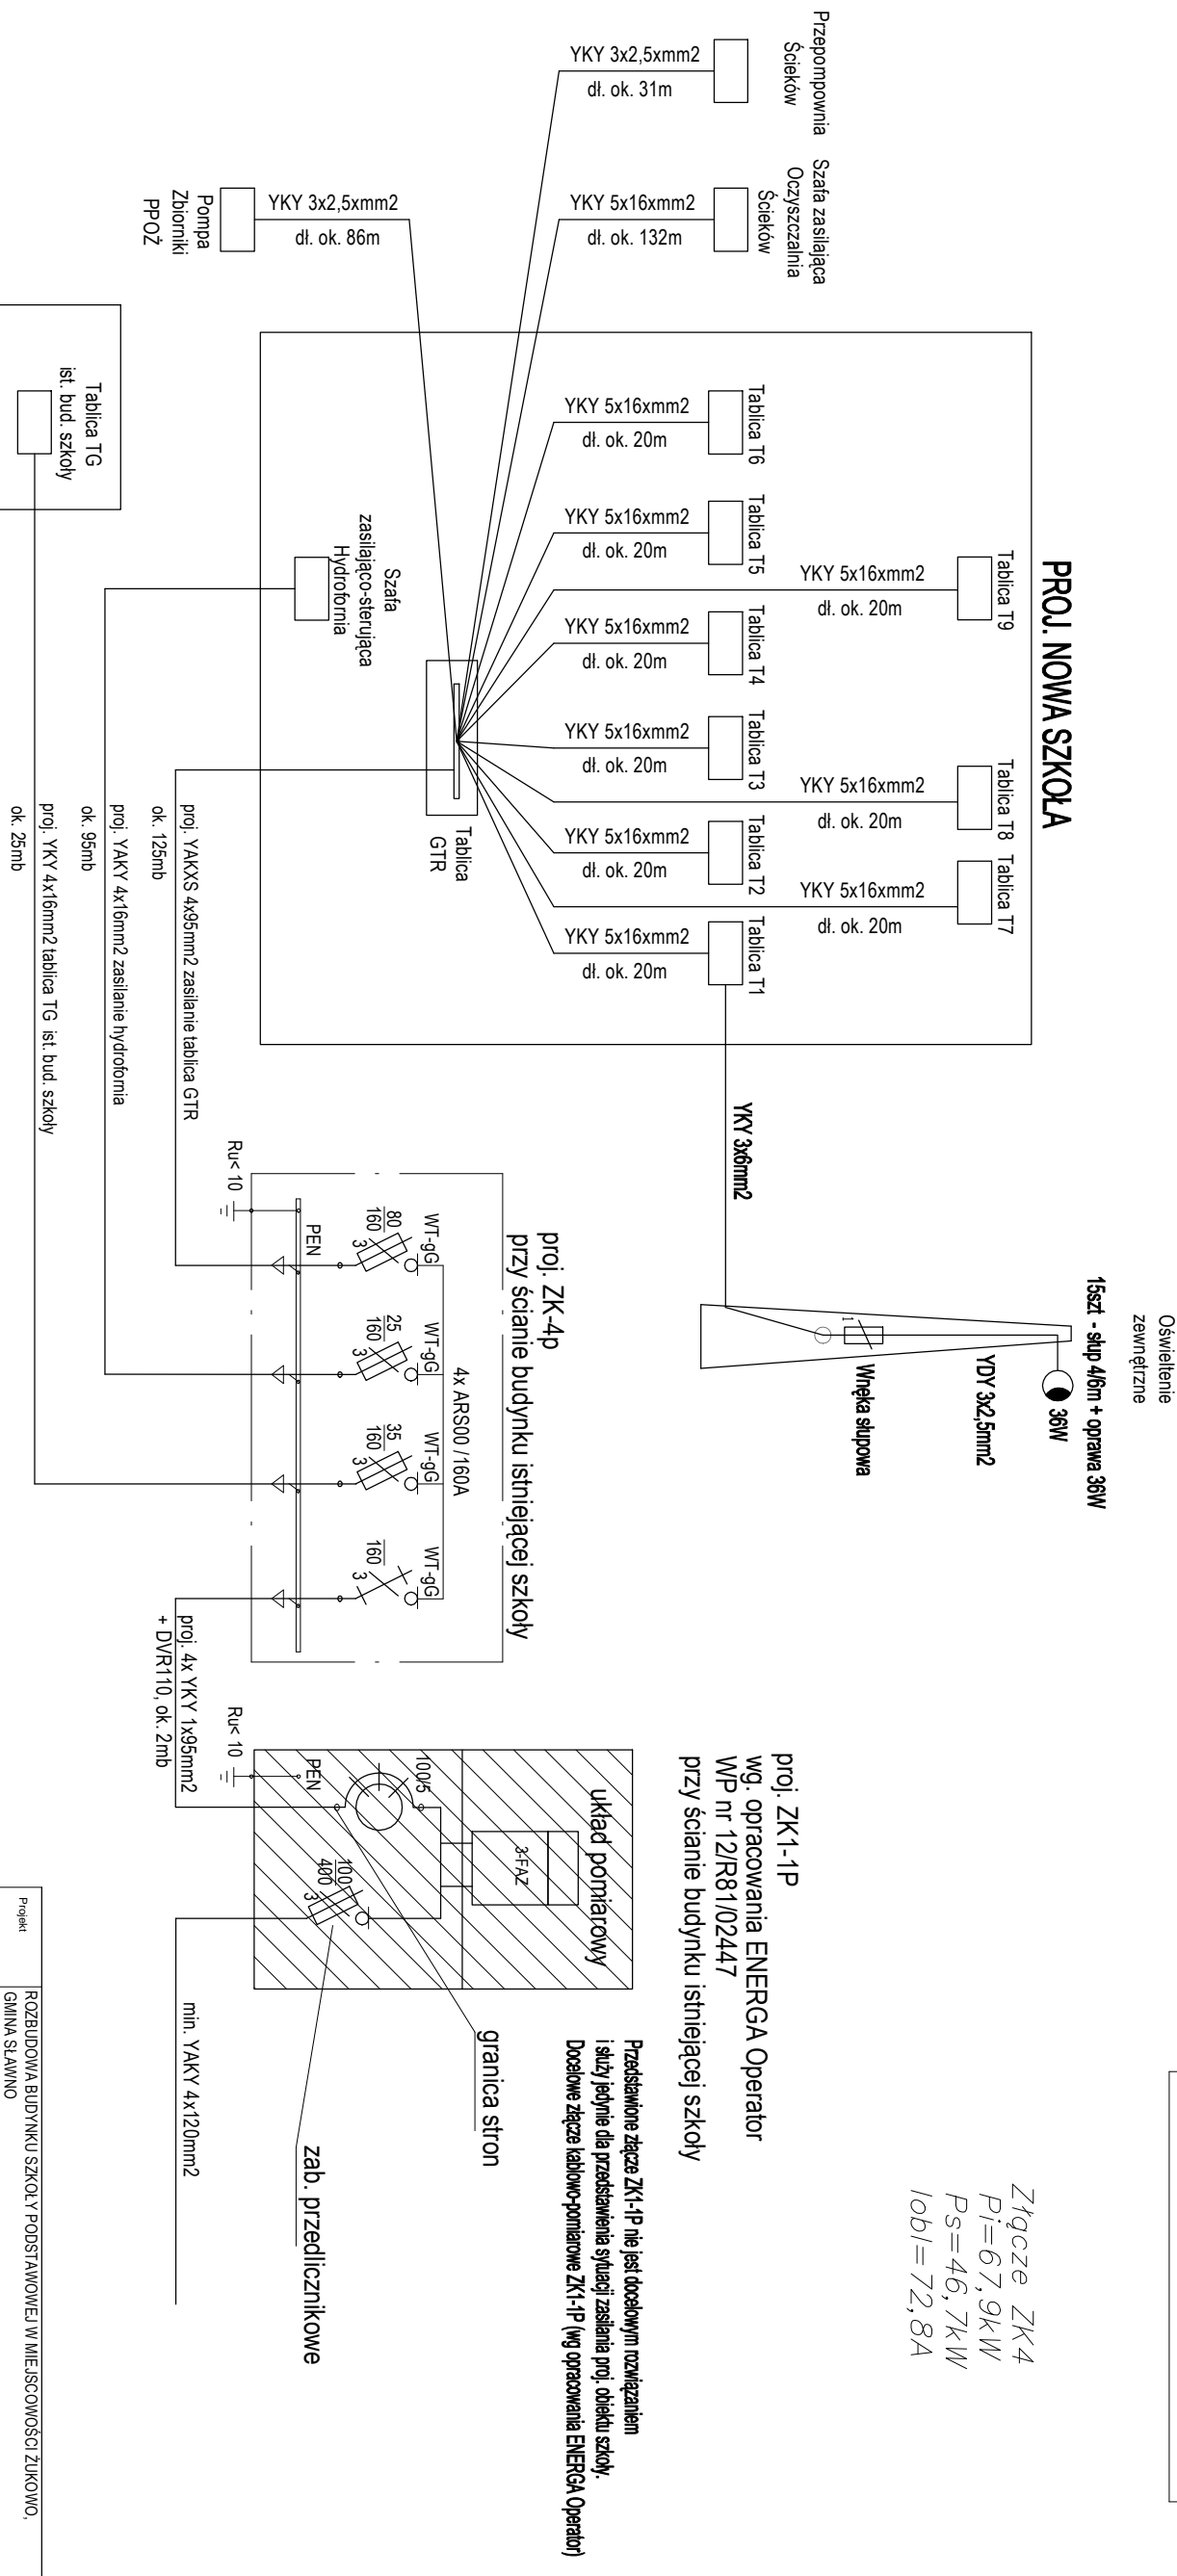 Oświeltenie
zewnętrzne
15szt - słup 4/6m + oprawa 36W
36W
YDY 3x2,5mm2
Wnęka słupowa
1
YKY 3x6mm2
PROJ. NOWA SZKOŁA
Przepompownia
Ścieków
YKY 3x2,5xmm2
dł. ok. 31m
Szafa zasilająca
Oczyszczalnia
Ścieków
YKY 5x16xmm2
dł. ok. 132m
Pompa
Zbiorniki
PPOŻ
YKY 3x2,5xmm2
dł. ok. 86m
Tablica T6
YKY 5x16xmm2
dł. ok. 20m
Tablica T5
YKY 5x16xmm2
dł. ok. 20m
Tablica T9
YKY 5x16xmm2
dł. ok. 20m
Tablica T4
YKY 5x16xmm2
dł. ok. 20m
Tablica T3
YKY 5x16xmm2
dł. ok. 20m
Tablica T8
YKY 5x16xmm2
dł. ok. 20m
Tablica T2
YKY 5x16xmm2
dł. ok. 20m
Tablica T7
YKY 5x16xmm2
dł. ok. 20m
Tablica T1
YKY 5x16xmm2
dł. ok. 20m
Tablica
GTR
Szafa
zasilająco-sterująca
Hydrofornia
Tablica TG
ist. bud. szkoły
proj. YAKXS 4x95mm2 zasilanie tablica GTR
ok. 125mb
proj. YAKY 4x16mm2 zasilanie hydrofornia
ok. 95mb
proj. YKY 4x16mm2 tablica TG ist. bud. szkoły
ok. 25mb
proj. ZK-4p
przy ścianie budynku istniejącej szkoły
4x ARS00 /160A
WT-gG
80
160
3
WT-gG
25
160
3
WT-gG
35
160
3
WT-gG
160
3
PEN
Ru< 10
proj. 4x YKY 1x95mm2
+ DVR110, ok. 2mb
proj. ZK1-1P
wg. opracowania ENERGA Operator
WP nr 12/R81/02447
przy ścianie budynku istniejącej szkoły
układ pomiarowy
3-FAZ
100/5
100
400
3
PEN
Ru< 10
granica stron
zab. przedlicznikowe
min. YAKY 4x120mm2
Przedstawione złącze ZK1-1P nie jest docelowym rozwiązaniem
i służy jedynie dla przedstawienia sytuacji zasilania proj. obiektu szkoły.
Docelowe złącze kablowo-pomiarowe ZK1-1P (wg opracowania ENERGA Operator)
Złącze ZK4
Pi=67,9kW
Ps=46,7kW
Iobl=72,8A
Projekt
ROZBUDOWA BUDYNKU SZKOŁY PODSTAWOWEJ W MIEJSCOWOŚCI ŻUKOWO,
GMINA SŁAWNO